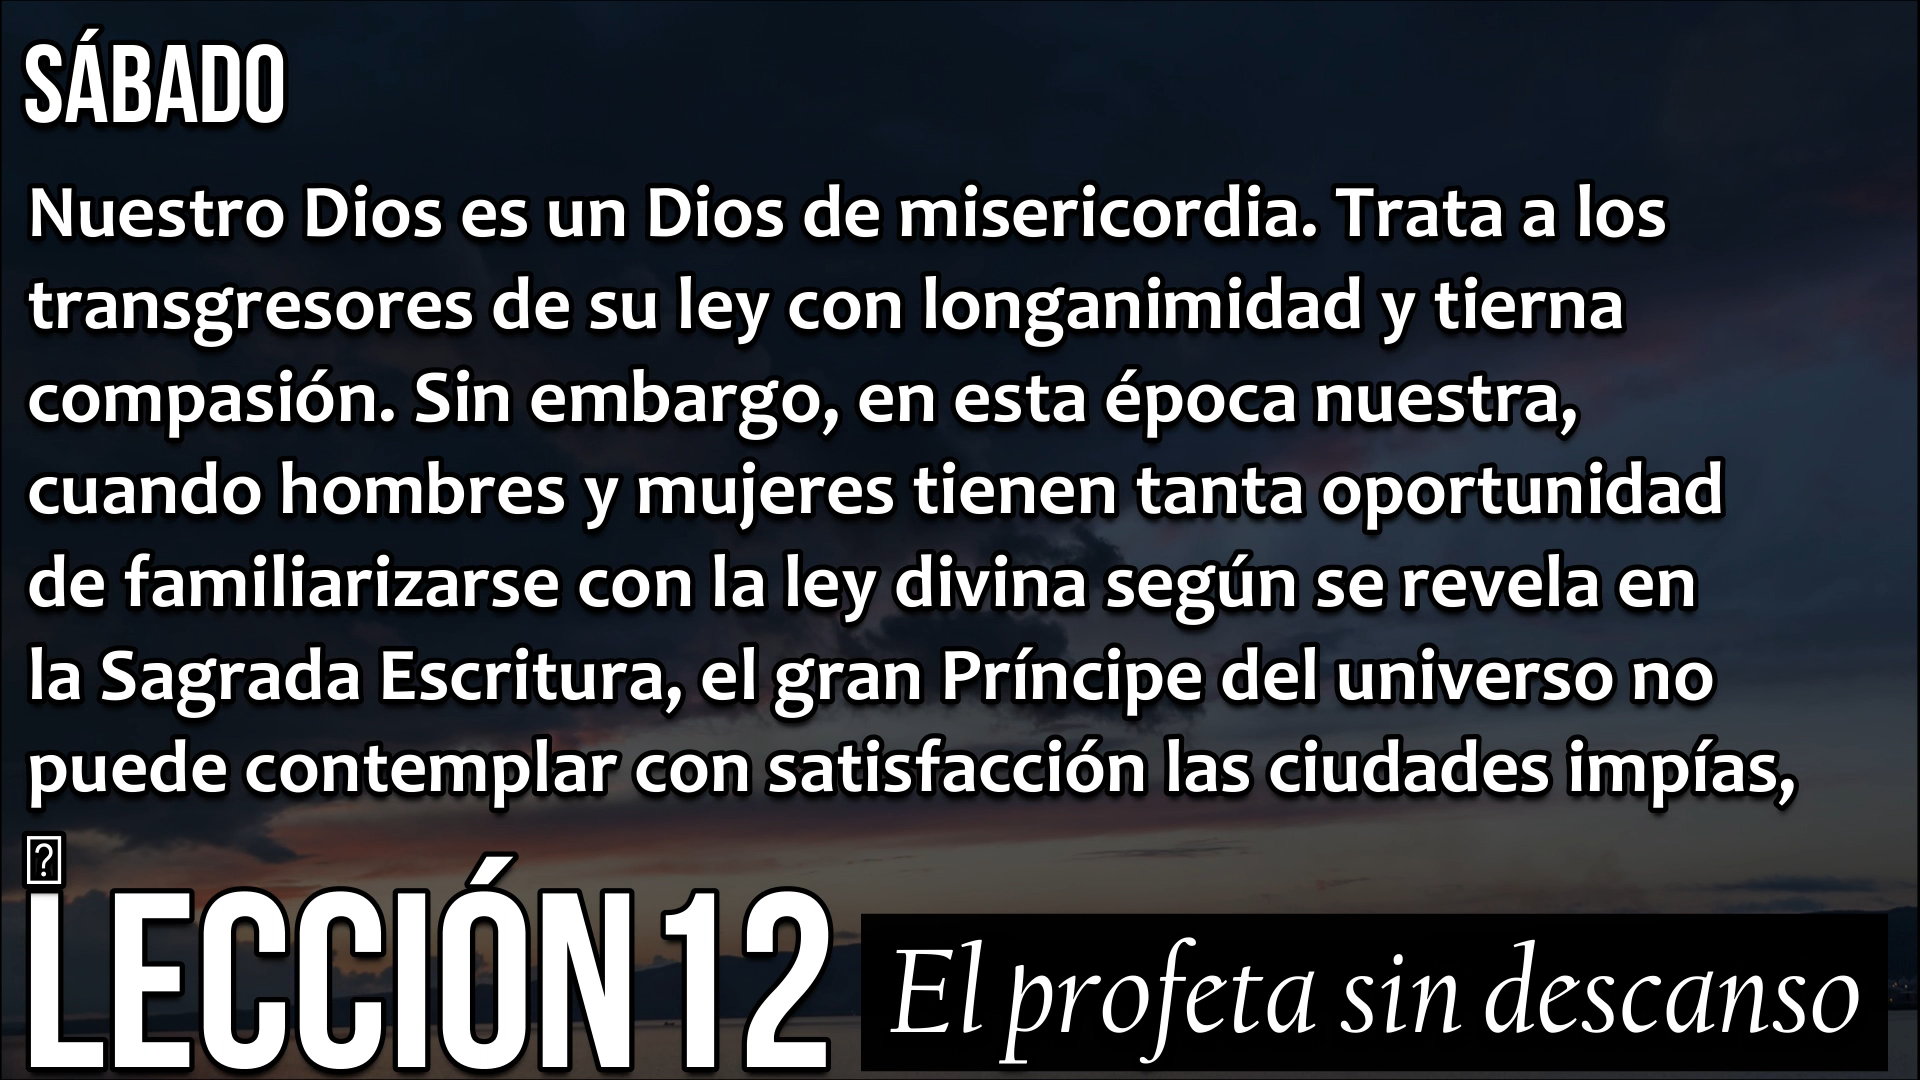 SÁBADO
Nuestro Dios es un Dios de misericordia. Trata a los
transgresores de su ley con longanimidad y tierna
compasión. Sin embargo, en esta época nuestra,
cuando hombres y mujeres tienen tanta oportunidad
de familiarizarse con la ley divina según se revela en
la Sagrada Escritura, el gran Príncipe del universo no
puede contemplar con satisfacción las ciudades impías,
LECCIÓN 12
El profeta sin descanso